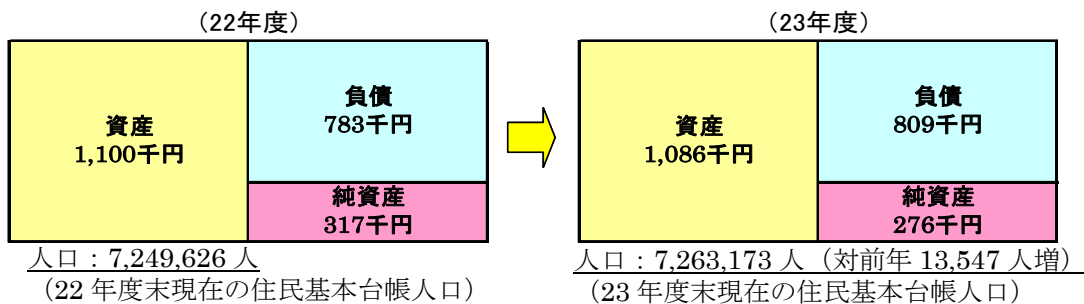 （22年度）
資産
1,100千円
負債
783千円
純資産
317千円
人口：7,249,626 人
（22 年度末現在の住民基本台帳人口）
（23年度）
資産
1,086千円
負債
809千円
純資産
276千円
人口：7,263,173 人（対前年 13,547 人増）
（23 年度末現在の住民基本台帳人口）